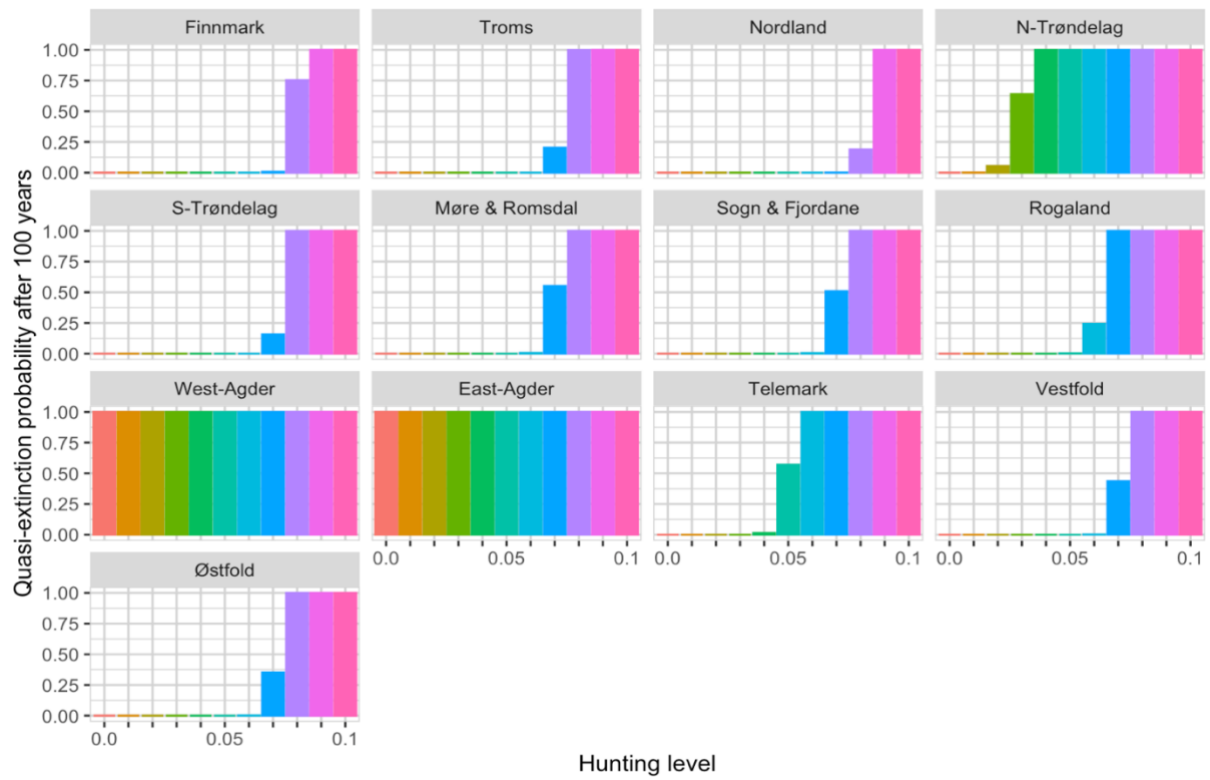 Finnmark Troms Nordland N-Trøndelag
1.00
0.75
0.50
0.25
0.00
S-Trøndelag Møre & Romsdal Sogn & Fjordane Rogaland
1.00
0.75
0.50
0.25
0.00
West-Agder East-Agder Telemark Vestfold
1.00
0.75
0.50
0.25
0.00
0.0 0.05 0.1 0.0 0.05 0.1 0.0 0.05 0.1
Østfold
1.00
0.75
0.50
0.25
0.00
0.0 0.05 0.1
Quasi-extinction probability after 100 years
Hunting level